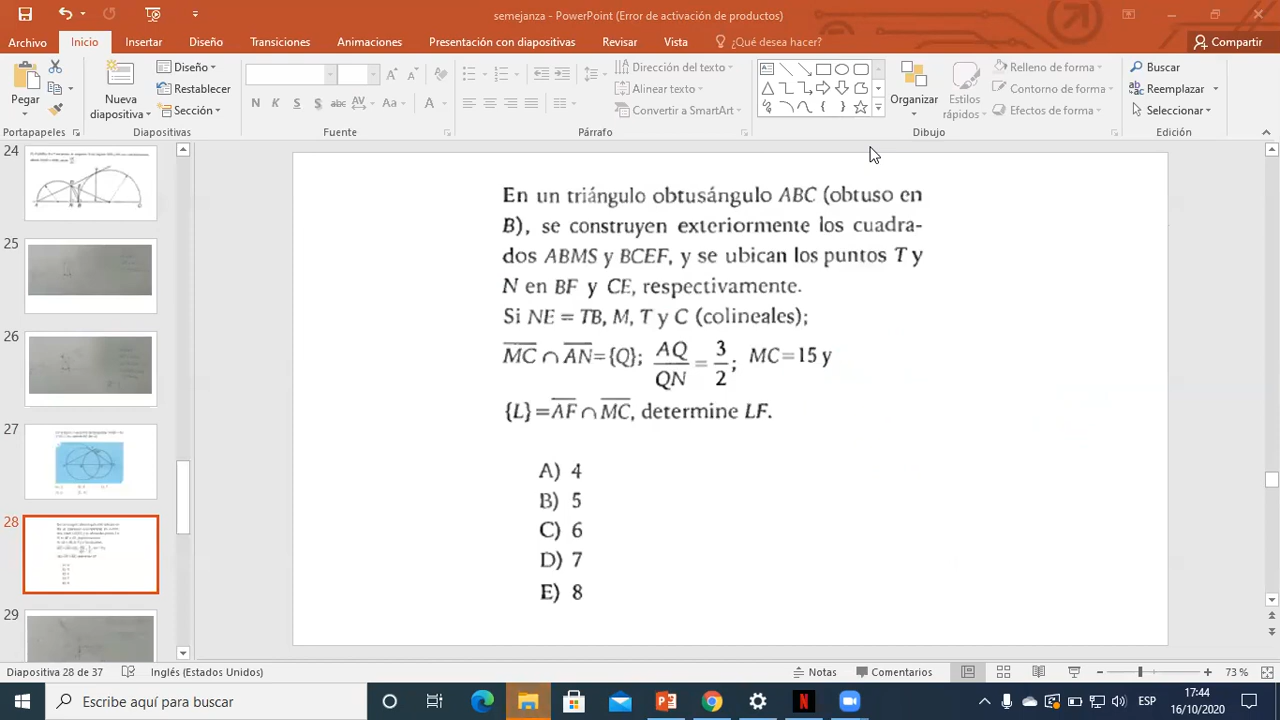 semejanza - PowerPoint (Error de activación de productos)
Archivo Inicio Insertar Diseño Transiciones Animaciones Presentación con diapositivas Revisar Vista ¿Qué desea hacer? Compartir
Pegar
Nueva diapositiva
Diseño
Restablecer
Sección
N K S S abc AV Aa A
Dirección del texto
Alinear texto
Convertir a SmartArt
Organizar
Estilos rápidos
Relleno de forma
Contorno de forma
Efectos de forma
Buscar
Reemplazar
Seleccionar
Portapapeles Diapositivas Fuente Párrafo Dibujo Edición
24
25
26
27
28
29
En un triángulo obtusángulo ABC (obtuso en
B), se construyen exteriormente los cuadra-
dos ABMS y BCEF, y se ubican los puntos T y
N en BF y CE, respectivamente.
Si NE = TB, M, T y C (colineales);
MC ∩ AN={Q}; AQ/QN = 3/2; MC=15 y
{L} = AF ∩ MC, determine LF.
A) 4
B) 5
C) 6
D) 7
E) 8
Diapositiva 28 de 37 Inglés (Estados Unidos) Notas Comentarios 73 %
Escribe aquí para buscar ESP 17:44
16/10/2020